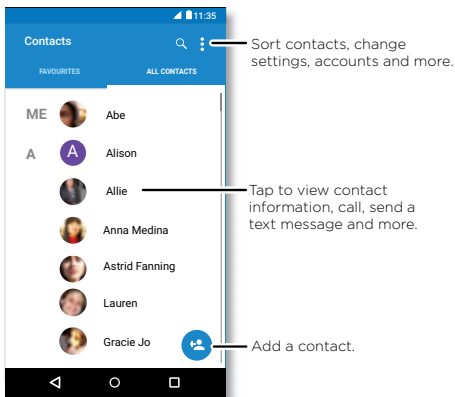 11:35
Contacts
Sort contacts, change
settings, accounts and more.
FAVOURITES
ALL CONTACTS
ME
Abe
A
A
Alison
Allie
Tap to view contact
information, call, send a
text message and more.
Anna Medina
Astrid Fanning
Lauren
Gracie Jo
Add a contact.